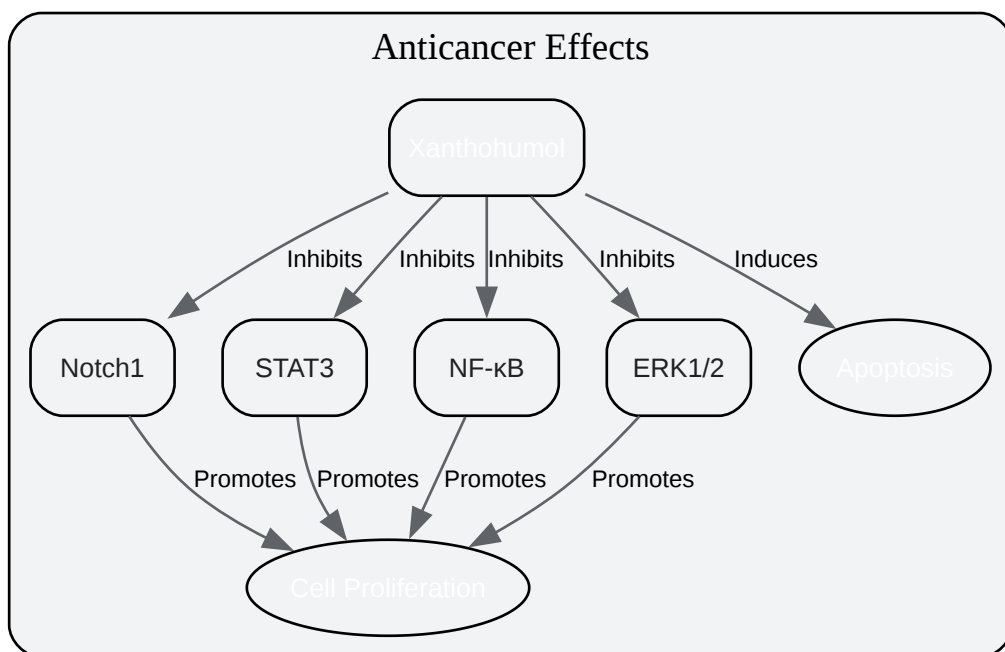 Anticancer Effects
Xanthohumol
Inhibits Inhibits Inhibits Inhibits Induces
Notch1 STAT3 NF-κB ERK1/2 Apoptosis
Promotes Promotes Promotes Promotes
Cell Proliferation